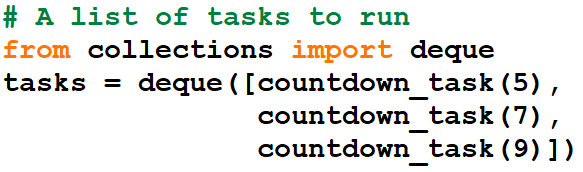 # A list of tasks to run
from collections import deque
tasks = deque([countdown_task(5),
               countdown_task(7),
               countdown_task(9)])